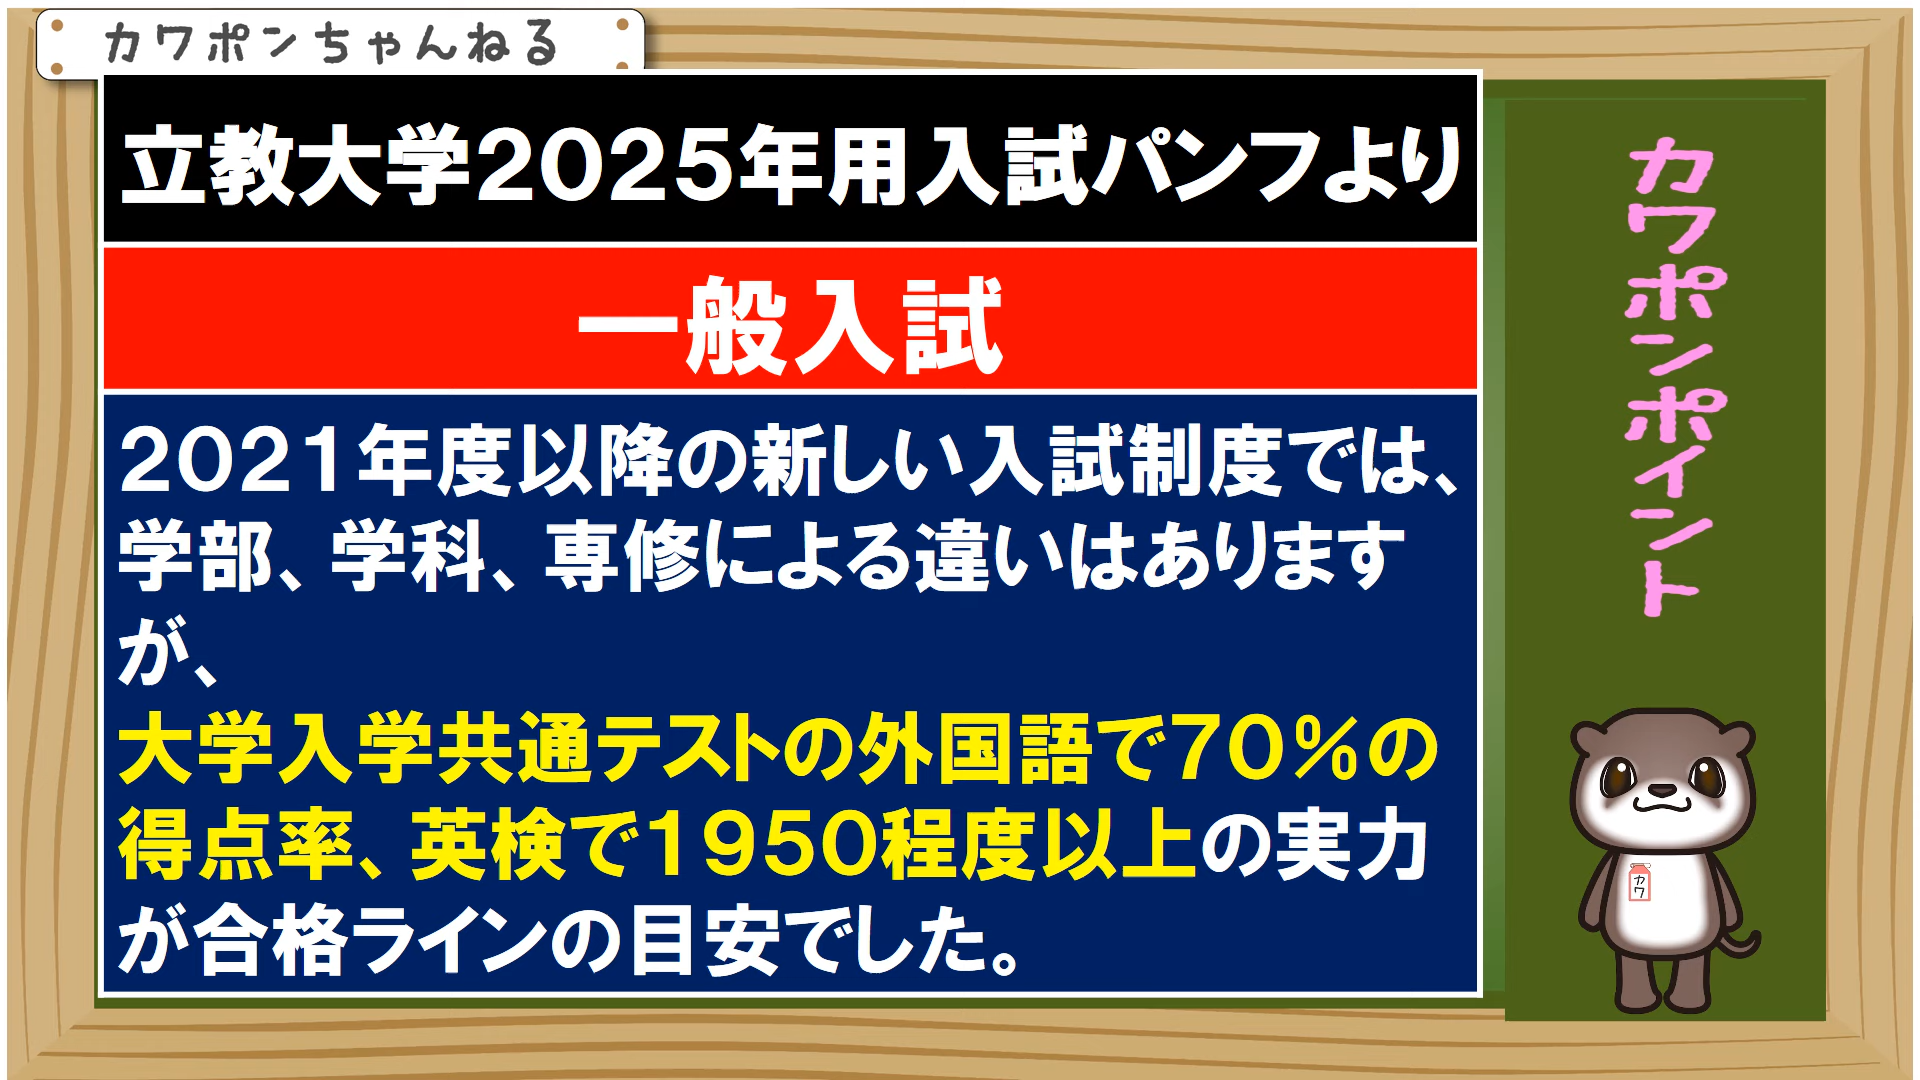 カワポンちゃんねる
立教大学2025年用入試パンフより
一般入試
2021年度以降の新しい入試制度では、
学部、学科、専修による違いはあります
が、
大学入学共通テストの外国語で70%の
得点率、英検で1950程度以上の実力
が合格ラインの目安でした。
カワポンポイント
カワ